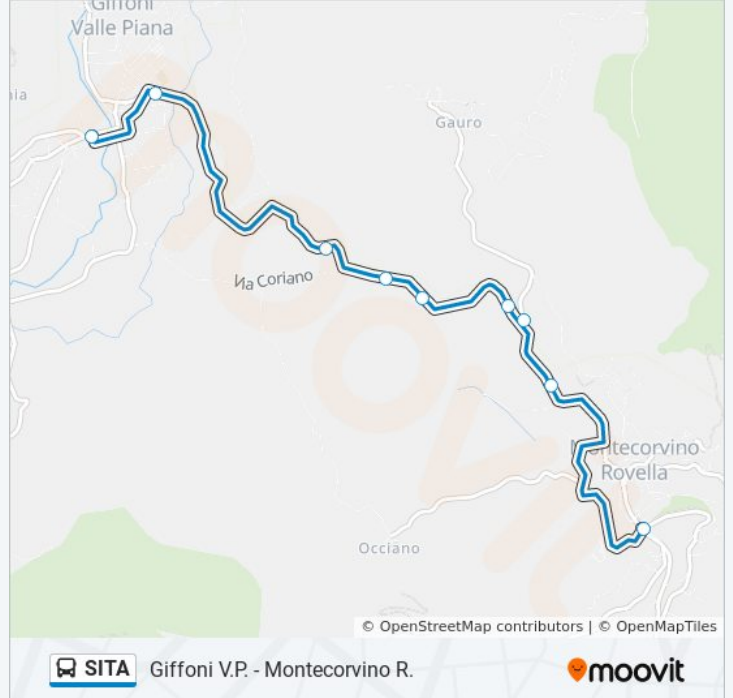 Giffoni
Valle Piana
Gauro
Via Coriano
Montecorvino
Rovella
Occiano
© OpenStreetMap contributors | © OpenMapTiles
SITA
Giffoni V.P. - Montecorvino R.
moovit